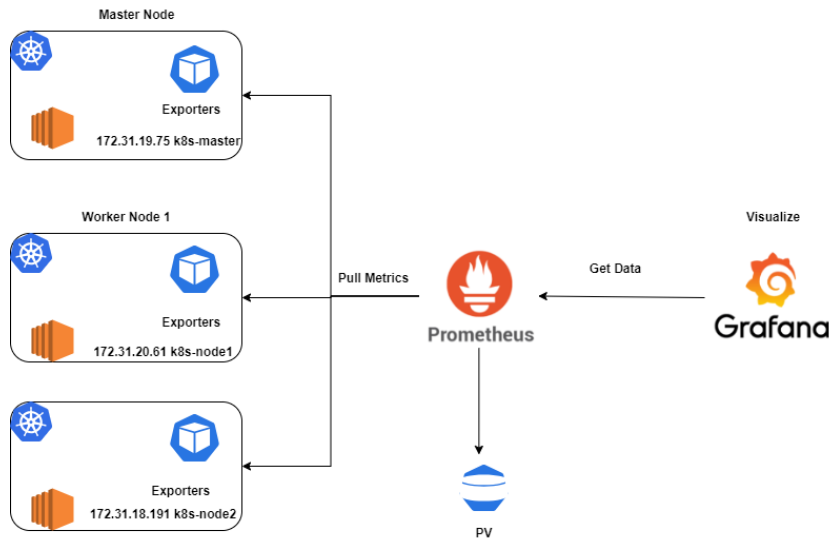 Master Node
Exporters
172.31.19.75 k8s-master
Worker Node 1
Exporters
172.31.20.61 k8s-node1
Exporters
172.31.18.191 k8s-node2
Pull Metrics
Prometheus
PV
Get Data
Visualize
Grafana